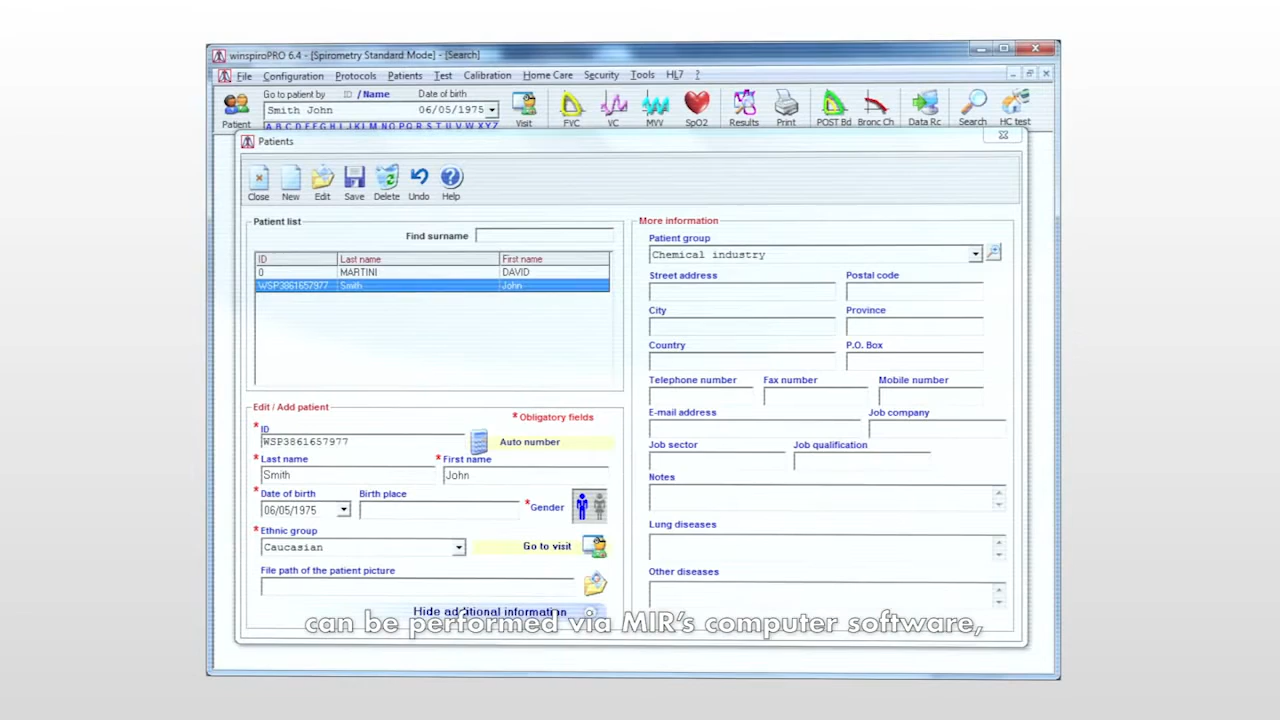 winspiroPRO 6.4 - [Spirometry Standard Mode] - [Search]
File Configuration Protocols Patients Test Calibration Home Care Security Tools HL7 ?
Go to patient by ID / Name Date of birth
Smith John 06/05/1975
A B C D E F G H I J K L M N O P Q R S T U V W X Y Z
Patient Visit FVC VC MVV SpO2 Results Print POST Bd Bronc Ch Data Rc Search HC test
Patients
Close New Edit Save Delete Undo Help
Patient list
Find surname
ID Last name First name
0 MARTINI DAVID
WSP3861657977 Smith John
Edit / Add patient
* Obligatory fields
* ID
WSP3861657977
Auto number
* Last name * First name
Smith John
* Date of birth Birth place
06/05/1975
* Gender
* Ethnic group
Caucasian
Go to visit
File path of the patient picture
Hide additional information
More information
Patient group
Chemical industry
Street address Postal code
City Province
Country P.O. Box
Telephone number Fax number Mobile number
E-mail address Job company
Job sector Job qualification
Notes
Lung diseases
Other diseases
can be performed via MIR's computer software,